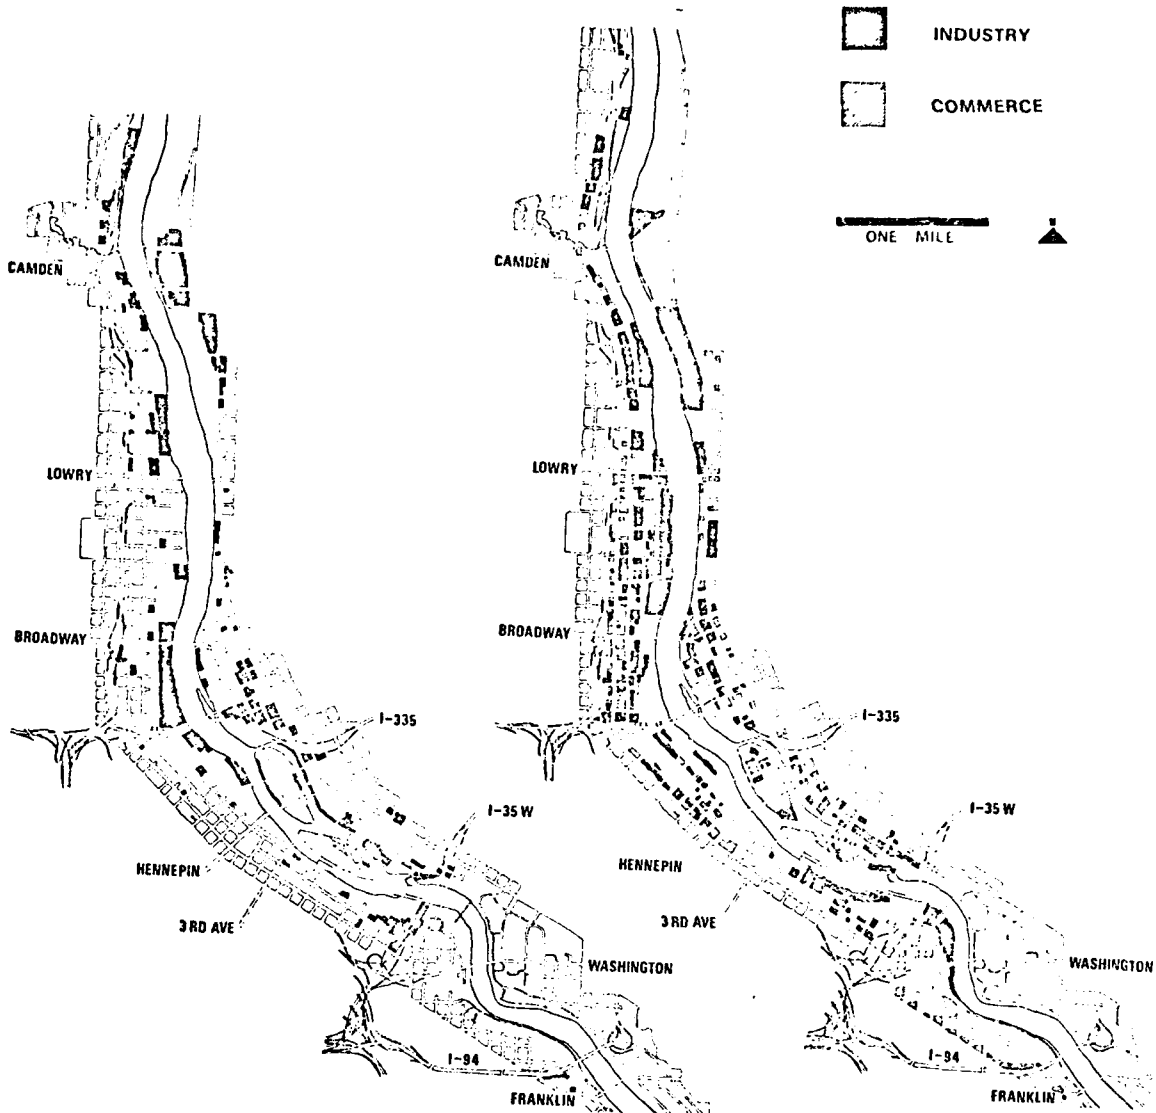 INDUSTRY
COMMERCE
ONE MILE
CAMDEN
LOWRY
BROADWAY
I-335
I-35 W
HENNEPIN
3RD AVE
WASHINGTON
I-94
FRANKLIN
CAMDEN
LOWRY
BROADWAY
I-335
I-35 W
HENNEPIN
3RD AVE
WASHINGTON
I-94
FRANKLIN